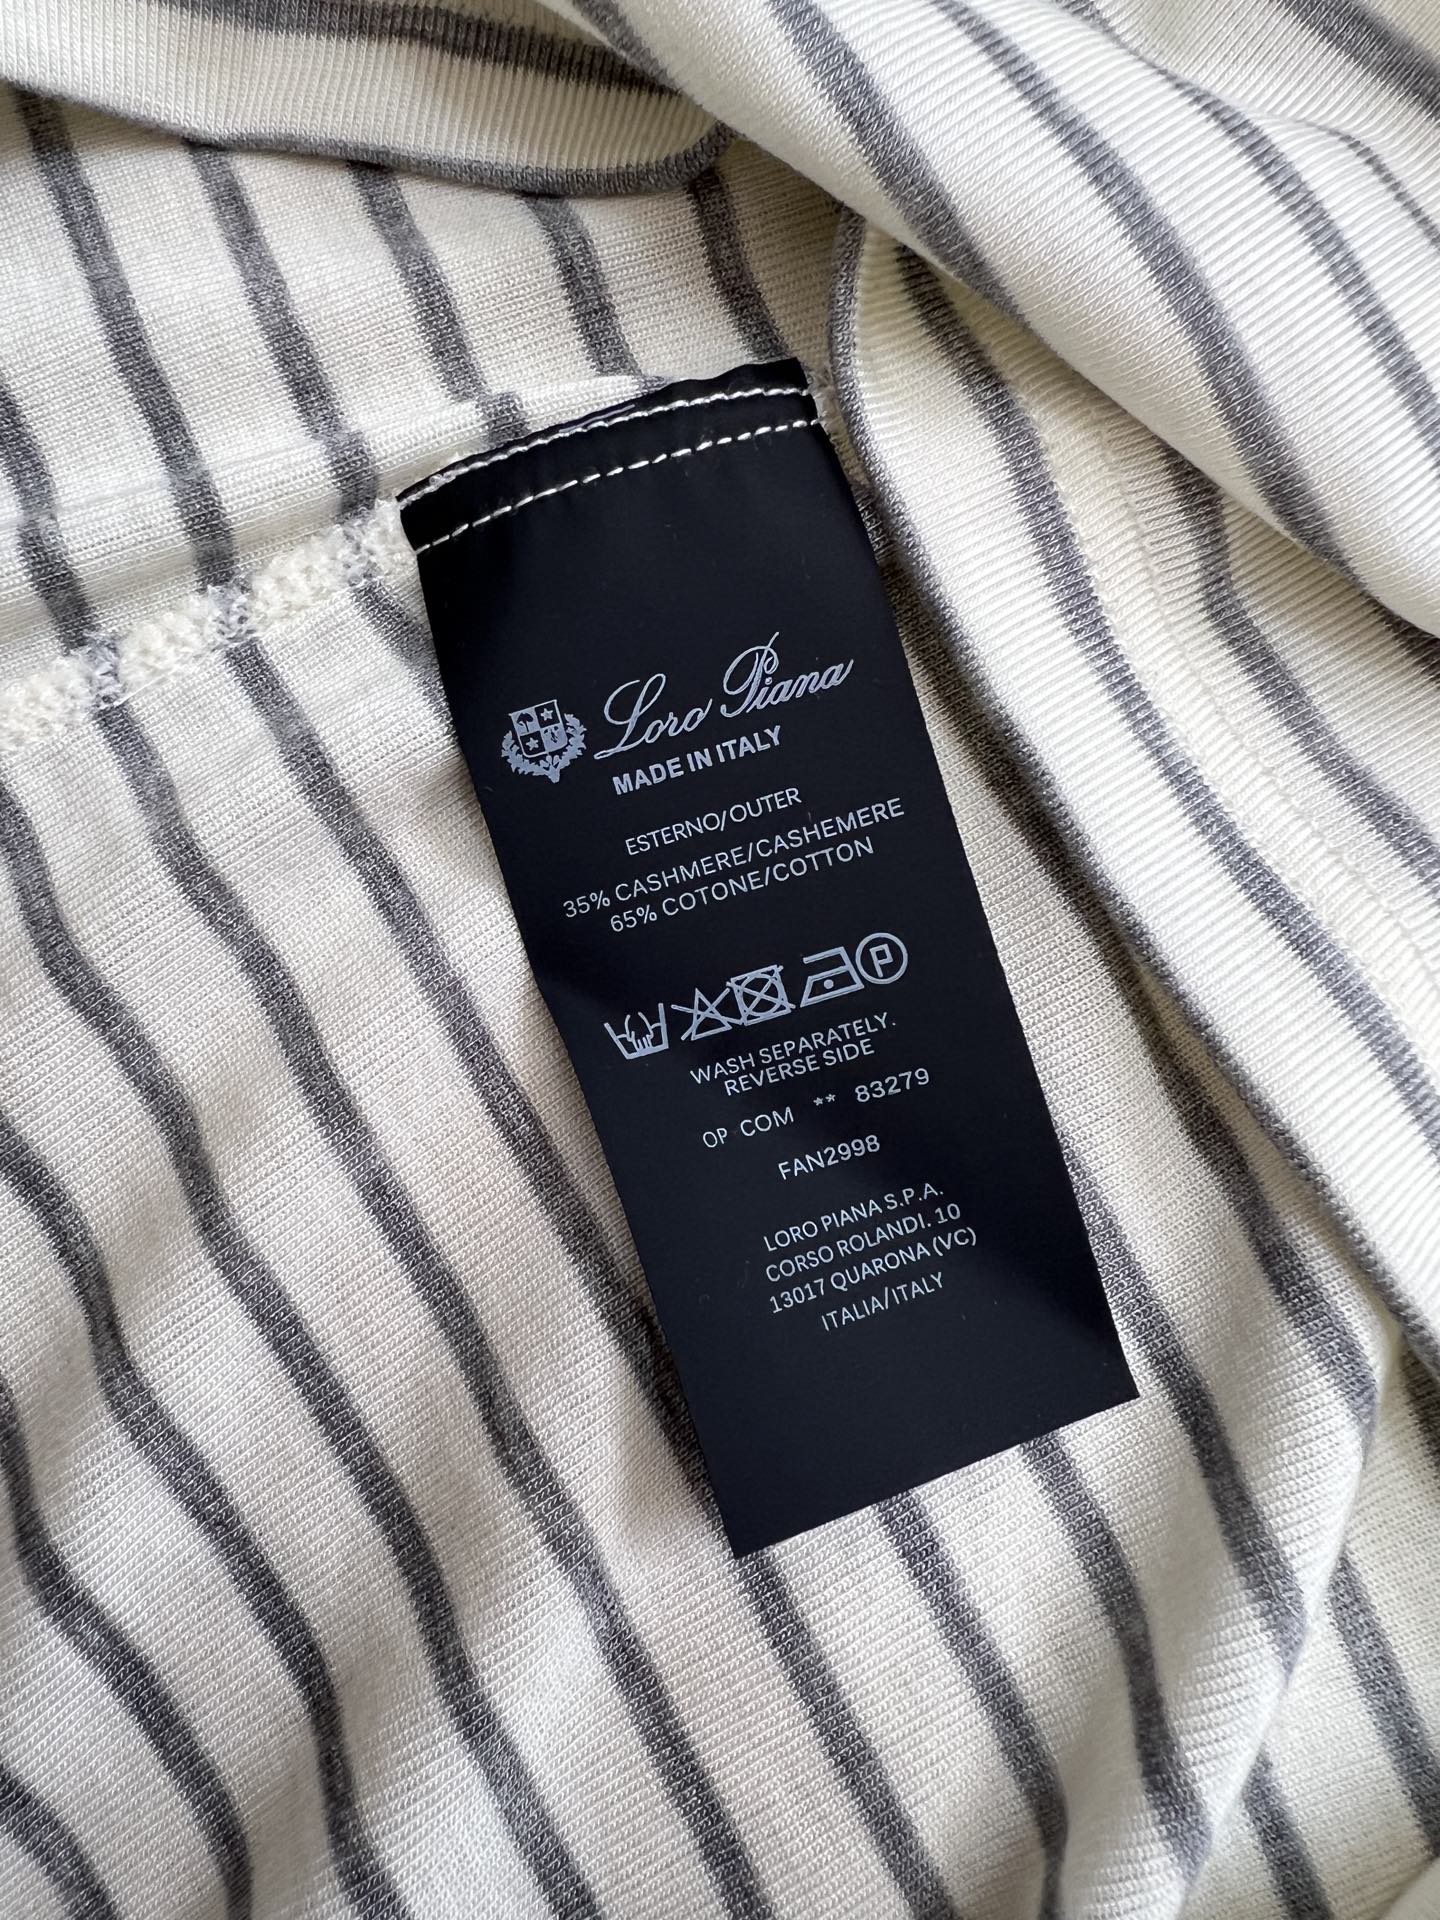 Loro Piana
MADE IN ITALY
ESTERNO/OUTER
35% CASHMERE/CASHEMERE
65% COTONE/COTTON
P
WASH SEPARATELY.
REVERSE SIDE
OP COM ** 83279
FAN2998
LORO PIANA S.P.A.
CORSO ROLANDI. 10
13017 QUARONA (VC)
ITALIA/ITALY